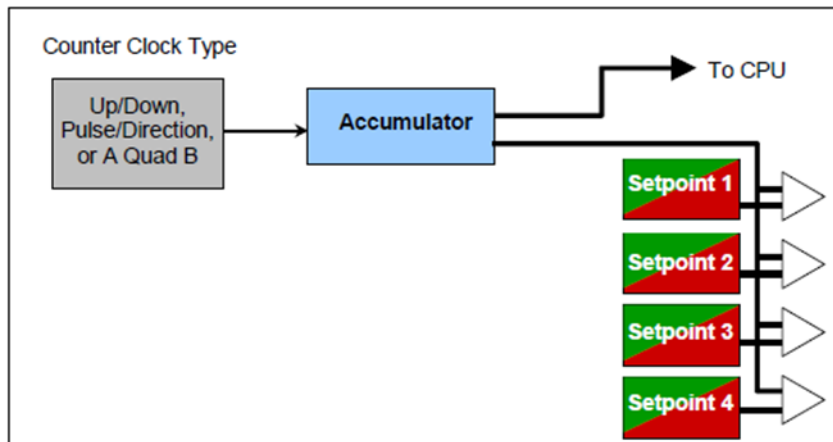 Counter Clock Type
Up/Down,
Pulse/Direction,
or A Quad B
Accumulator
To CPU
Setpoint 1
Setpoint 2
Setpoint 3
Setpoint 4